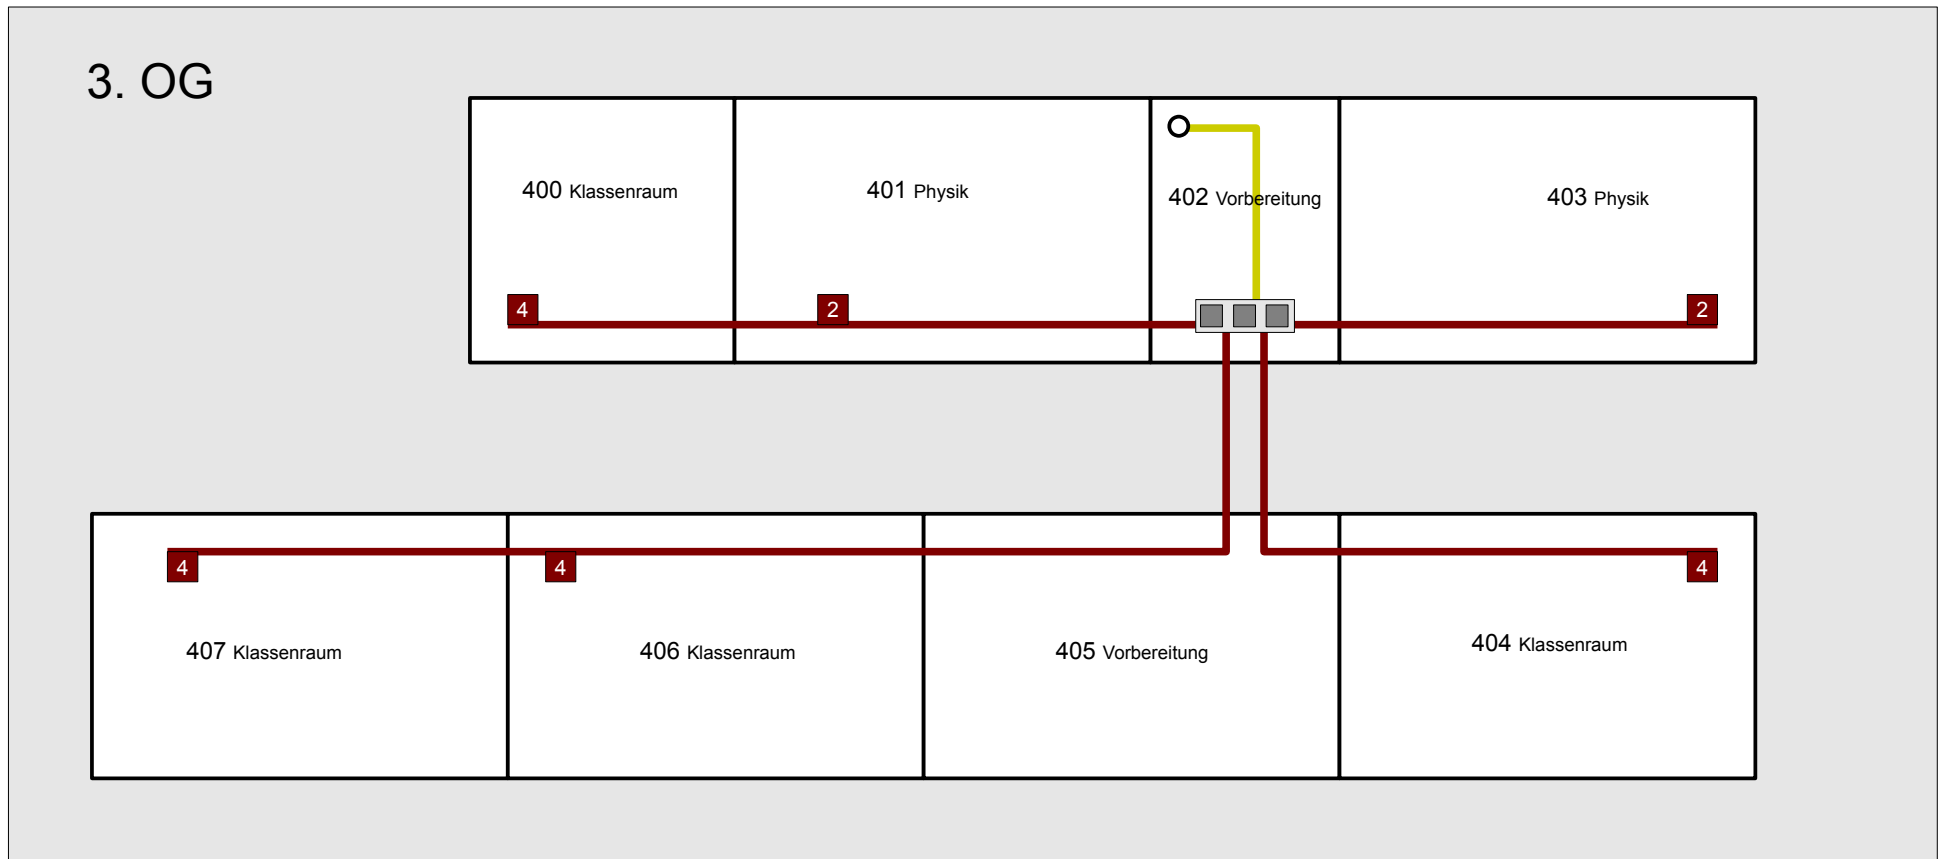 3. OG
400 Klassenraum
401 Physik
402 Vorbereitung
403 Physik
4
2
2
4
4
4
407 Klassenraum
406 Klassenraum
405 Vorbereitung
404 Klassenraum